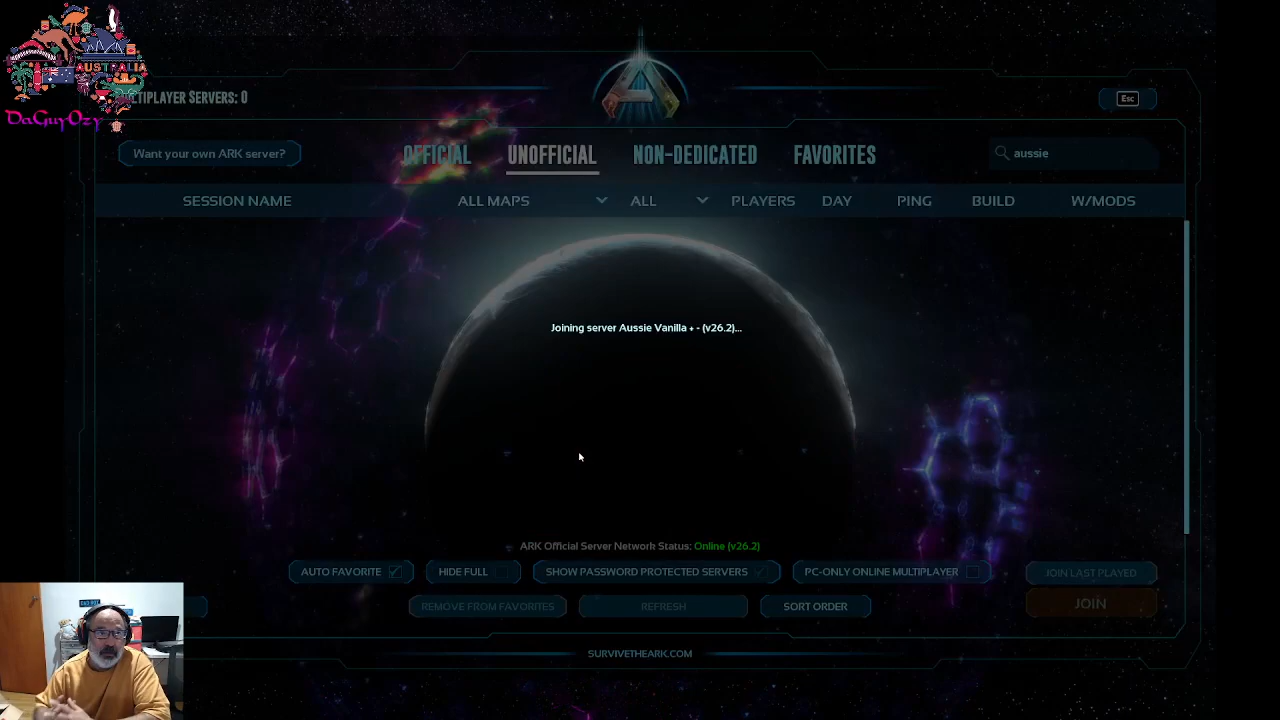 AUSTRALIA
DaGuyOzy
LTIPLAYER SERVERS: 0
Esc
Want your own ARK server?
OFFICIAL
UNOFFICIAL
NON-DEDICATED
FAVORITES
aussie
SESSION NAME
ALL MAPS
ALL
PLAYERS
DAY
PING
BUILD
W/MODS
Joining server Aussie Vanilla + - (v26.2)...
ARK Official Server Network Status: Online (v26.2)
AUTO FAVORITE
HIDE FULL
SHOW PASSWORD PROTECTED SERVERS
PC-ONLY ONLINE MULTIPLAYER
JOIN LAST PLAYED
REMOVE FROM FAVORITES
REFRESH
SORT ORDER
JOIN
SURVIVETHEARK.COM